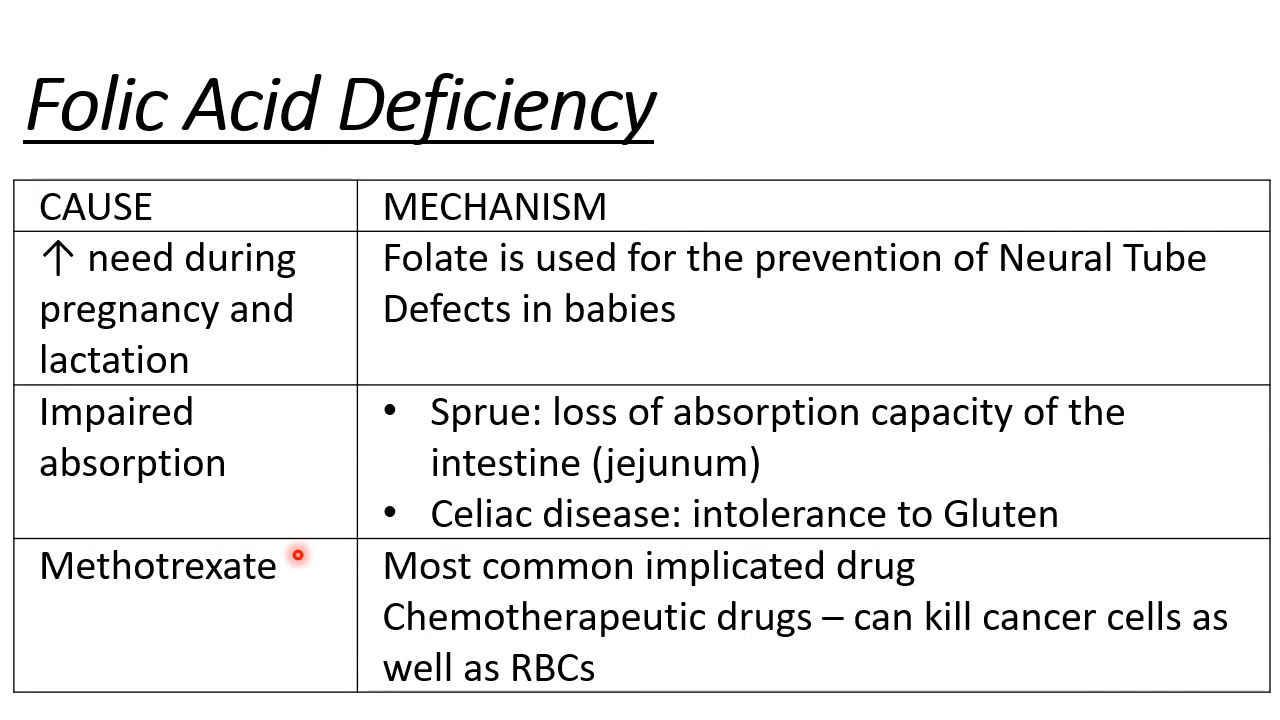 Folic Acid Deficiency
CAUSE
MECHANISM
↑ need during
pregnancy and
lactation
Folate is used for the prevention of Neural Tube
Defects in babies
Impaired
absorption
• Sprue: loss of absorption capacity of the
intestine (jejunum)
• Celiac disease: intolerance to Gluten
Methotrexate
Most common implicated drug
Chemotherapeutic drugs – can kill cancer cells as
well as RBCs